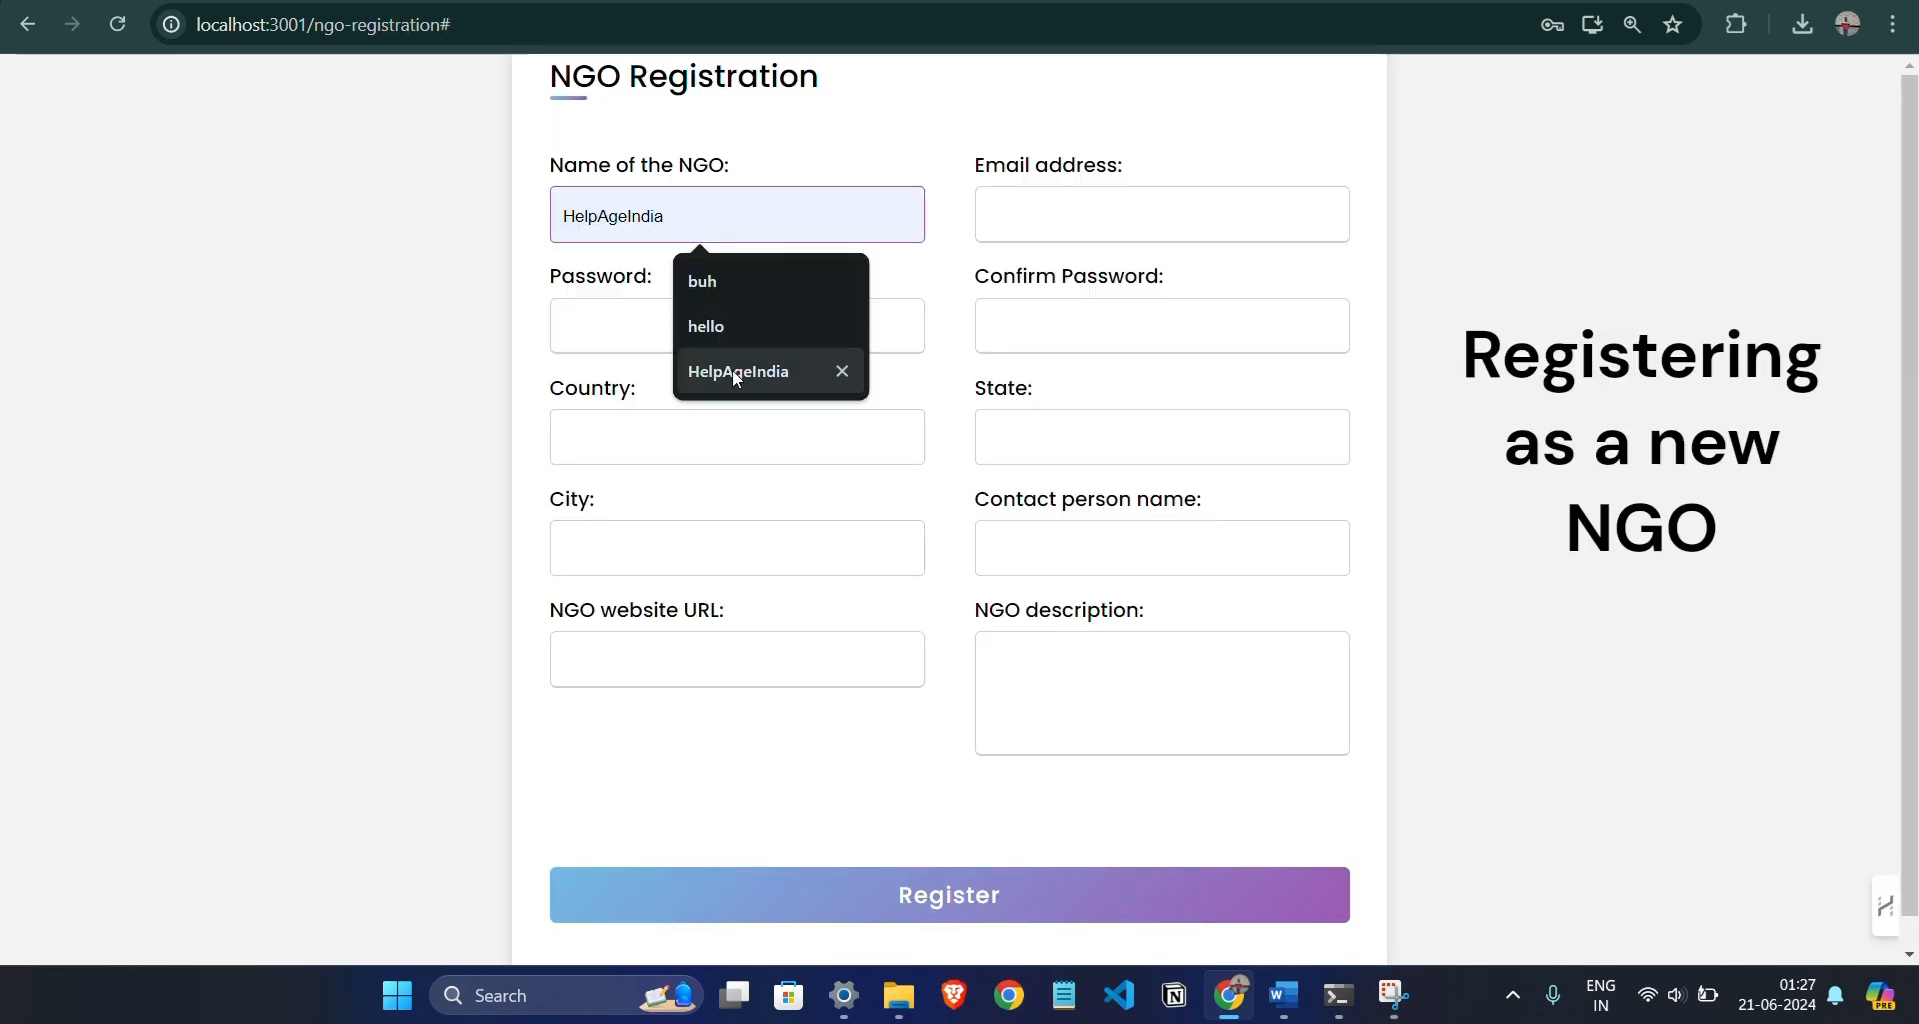 localhost:3001/ngo-registration#
NGO Registration
Name of the NGO:
Email address:
HelpAgeIndia
buh
hello
HelpAgeIndia
Password:
Confirm Password:
Country:
State:
City:
Contact person name:
NGO website URL:
NGO description:
Register
Registering
as a new
NGO
Search
ENG
IN
01:27
21-06-2024
PRE